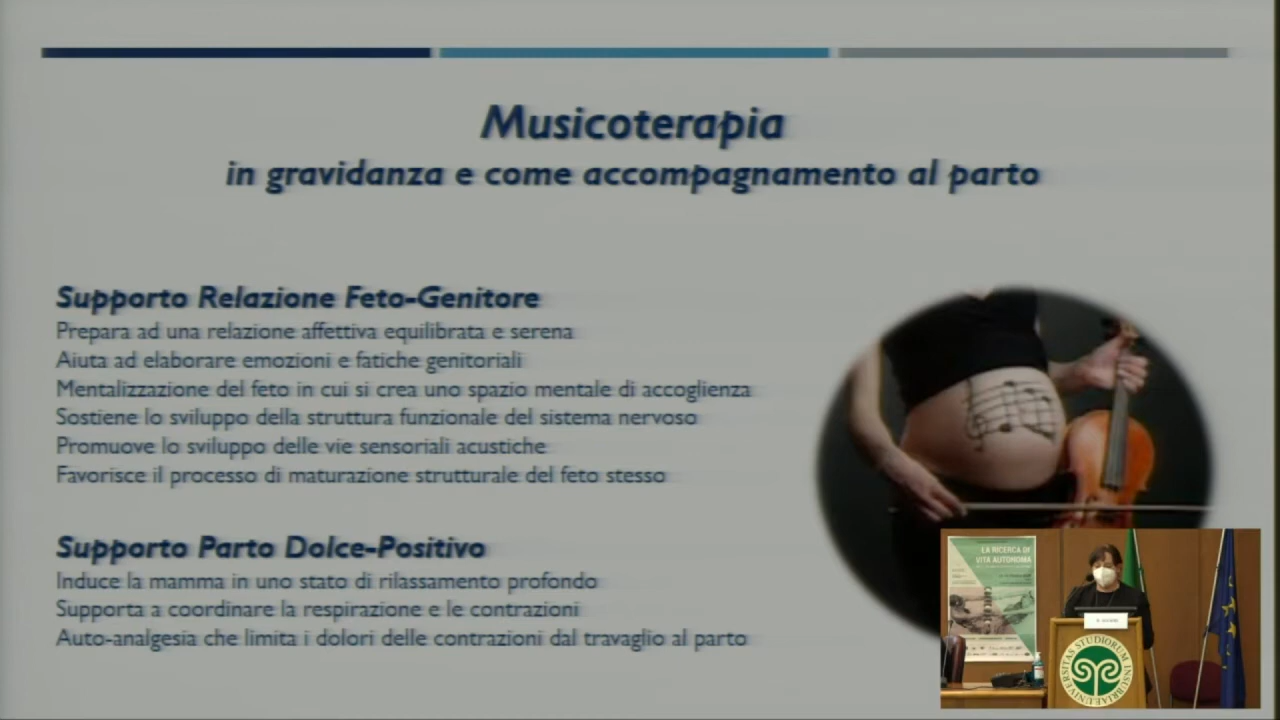 Musicoterapia
in gravidanza e come accompagnamento al parto
Supporto Relazione Feto-Genitore
Prepara ad una relazione affettiva equilibrata e serena
Aiuta ad elaborare emozioni e fatiche genitoriali
Mentalizzazione del feto in cui si crea uno spazio mentale di accoglienza
Sostiene lo sviluppo della struttura funzionale del sistema nervoso
Promuove lo sviluppo delle vie sensoriali acustiche
Favorisce il processo di maturazione strutturale del feto stesso
Supporto Parto Dolce-Positivo
Induce la mamma in uno stato di rilassamento profondo
Supporta a coordinare la respirazione e le contrazioni
Auto-analgesia che limita i dolori delle contrazioni dal travaglio al parto
LA RICERCA DI
VITA AUTONOMA
UNIVERSITAS STUDIORUM INSUBRIAE